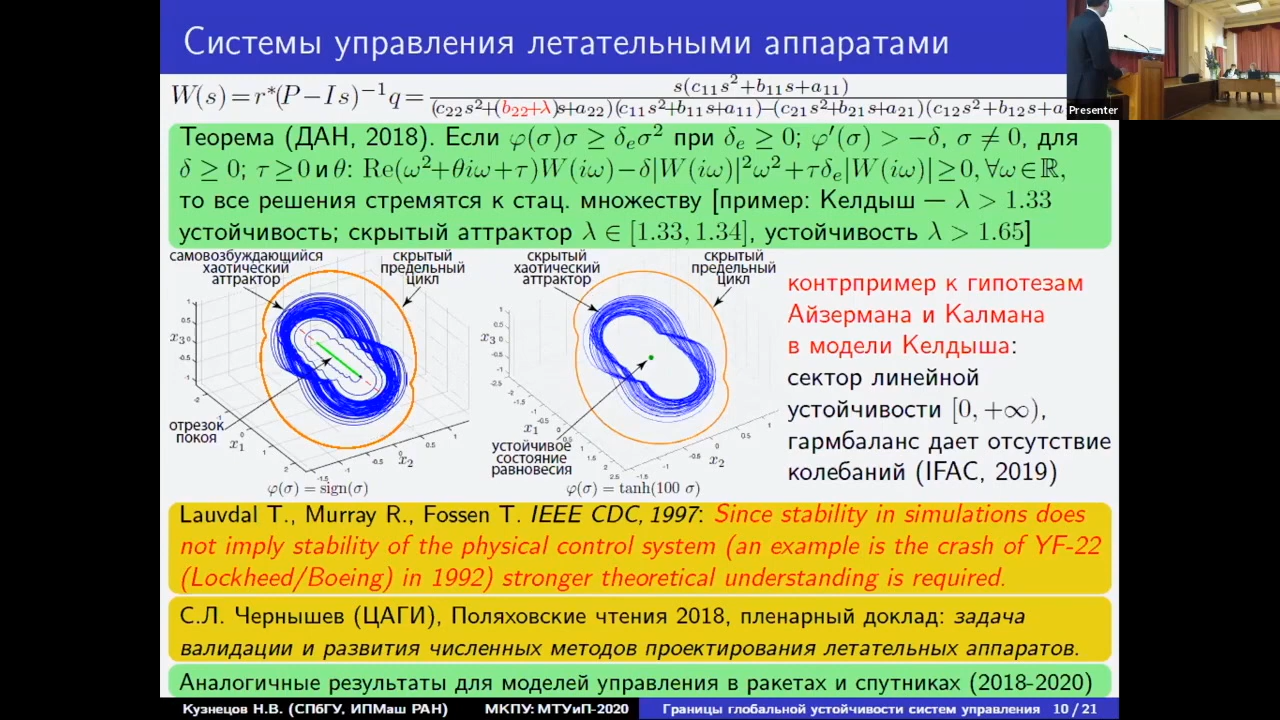 Системы управления летательными аппаратами
W(s) = r*(P−Is)⁻¹q = s(c₁₁s²+b₁₁s+a₁₁) / (c₂₂s²+(b₂₂+λ)s+a₂₂)(c₁₁s²+b₁₁s+a₁₁)−(c₂₁s²+b₂₁s+a₂₁)(c₁₂s²+b₁₂s+a
Presenter
Теорема (ДАН, 2018). Если φ(σ)σ ≥ δₑσ² при δₑ ≥ 0; φ′(σ) > −δ, σ ≠ 0, для
δ ≥ 0; τ ≥ 0 и θ: Re(ω²+θiω+τ)W(iω)−δ|W(iω)|²ω²+τδₑ|W(iω)| ≥ 0, ∀ω∈ℝ,
то все решения стремятся к стац. множеству [пример: Келдыш — λ > 1.33
устойчивость; скрытый аттрактор λ ∈ [1.33, 1.34], устойчивость λ > 1.65]
самовозбуждающийся
хаотический
аттрактор
скрытый
предельный
цикл
отрезок
покоя
x₃
x₁
x₂
φ(σ) = sign(σ)
скрытый
хаотический
аттрактор
скрытый
предельный
цикл
устойчивое
состояние
равновесия
x₃
x₁
x₂
φ(σ) = tanh(100 σ)
контрпример к гипотезам
Айзермана и Калмана
в модели Келдыша:
сектор линейной
устойчивости [0, +∞),
гармбаланс дает отсутствие
колебаний (IFAC, 2019)
Lauvdal T., Murray R., Fossen T. IEEE CDC, 1997: Since stability in simulations does
not imply stability of the physical control system (an example is the crash of YF-22
(Lockheed/Boeing) in 1992) stronger theoretical understanding is required.
С.Л. Чернышев (ЦАГИ), Поляховские чтения 2018, пленарный доклад: задача
валидации и развития численных методов проектирования летательных аппаратов.
Аналогичные результаты для моделей управления в ракетах и спутниках (2018-2020)
Кузнецов Н.В. (СПбГУ, ИПМаш РАН) МКПУ: МТУиП-2020 Границы глобальной устойчивости систем управления 10 / 21